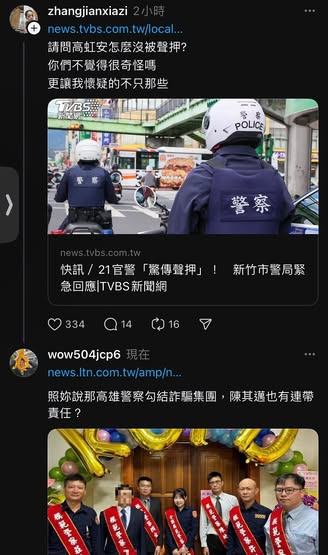 zhangjianxiazi 2小時
news.tvbs.com.tw/local...
請問高虹安怎麼沒被聲押?
你們不覺得很奇怪嗎
更讓我懷疑的不只那些
TVBS
新聞網
POLICE
警察
警察
news.tvbs.com.tw
快訊 / 21官警「驚傳聲押」! 新竹市警局緊
急回應|TVBS新聞網
334 14 16
wow504jcp6 現在
news.ltn.com.tw/amp/n...
照妳說那高雄警察勾結詐騙集團，陳其邁也有連帶
責任？